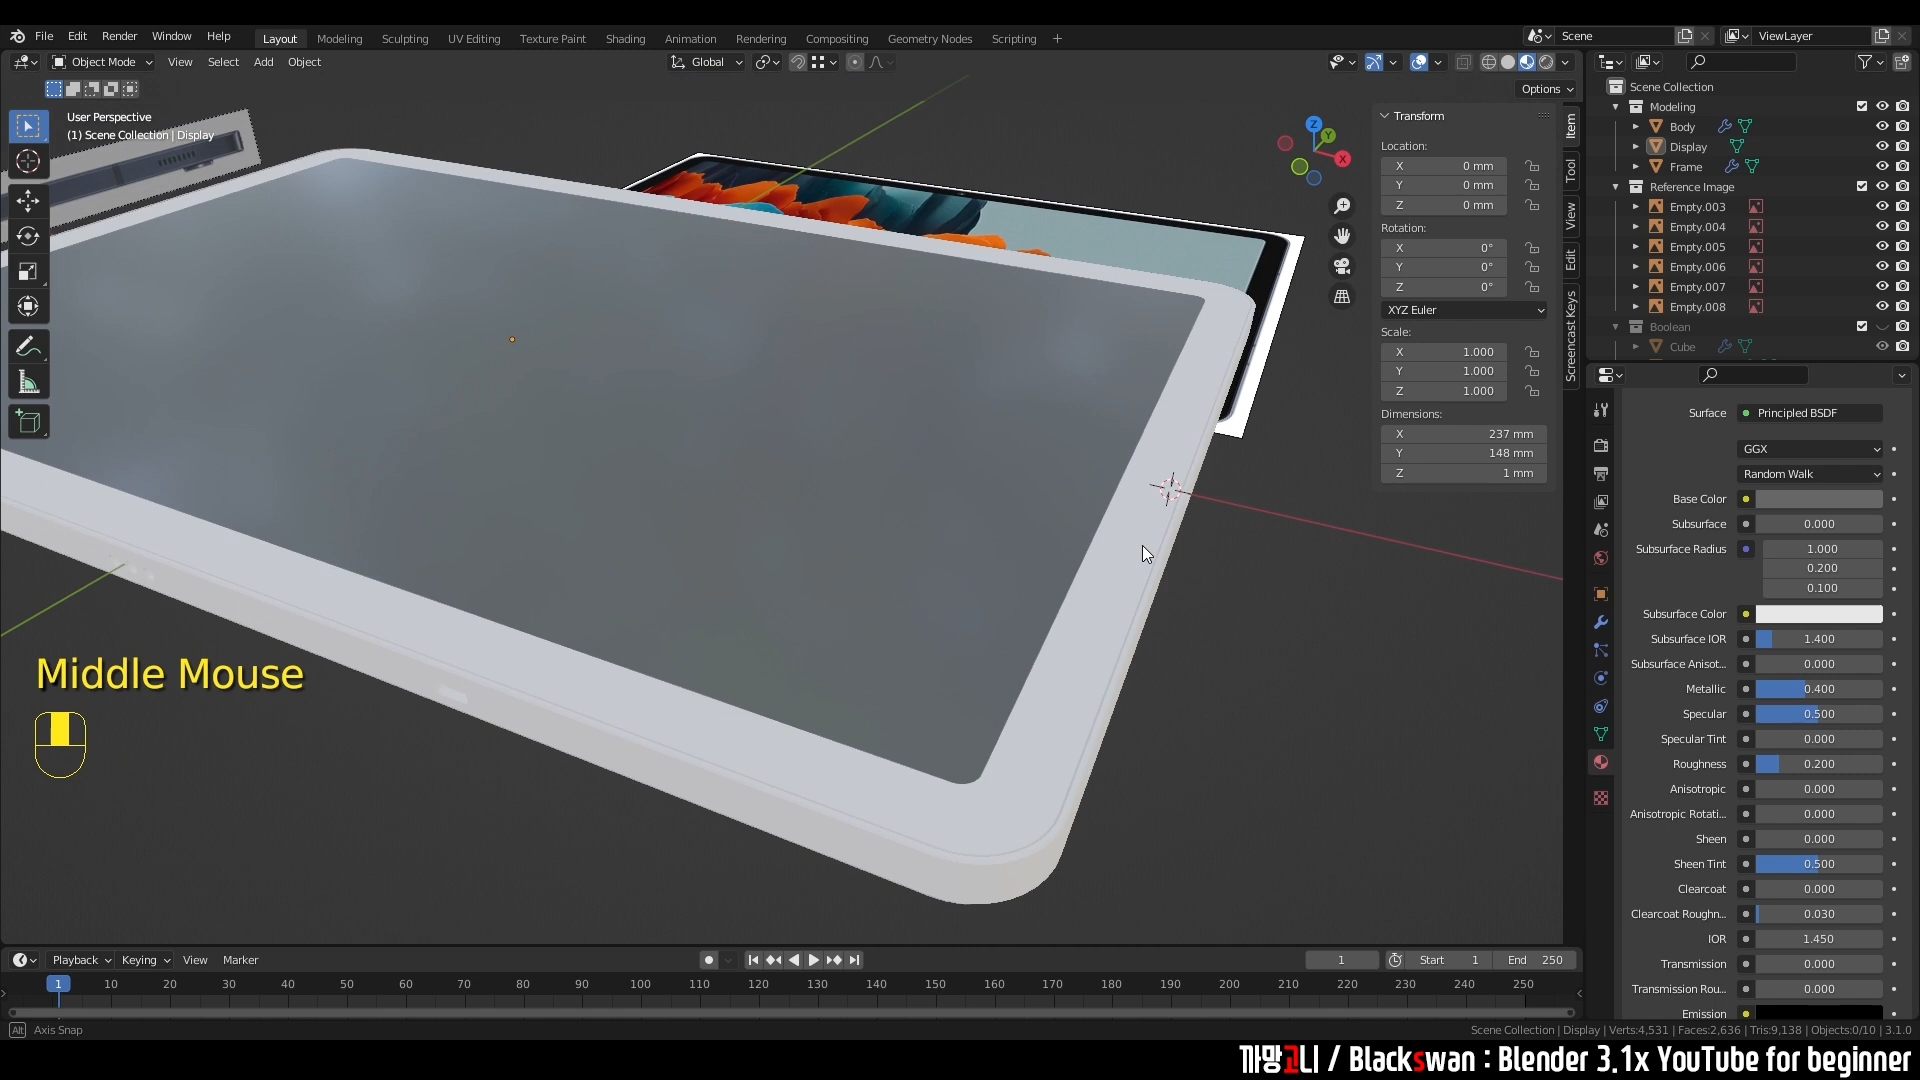 File Edit Render Window Help Layout Modeling Sculpting UV Editing Texture Paint Shading Animation Rendering Compositing Geometry Nodes Scripting + Scene ViewLayer
Object Mode View Select Add Object Global
Options
User Perspective
(1) Scene Collection | Display
Z
Y
X
Transform
Location:
X 0 mm
Y 0 mm
Z 0 mm
Rotation:
X 0°
Y 0°
Z 0°
XYZ Euler
Scale:
X 1.000
Y 1.000
Z 1.000
Dimensions:
X 237 mm
Y 148 mm
Z 1 mm
Item
Tool
View
Edit
Screencast Keys
Scene Collection
Modeling
Body
Display
Frame
Reference Image
Empty.003
Empty.004
Empty.005
Empty.006
Empty.007
Empty.008
Boolean
Cube
Surface Principled BSDF
GGX
Random Walk
Base Color
Subsurface 0.000
Subsurface Radius 1.000
0.200
0.100
Subsurface Color
Subsurface IOR 1.400
Subsurface Anisot... 0.000
Metallic 0.400
Specular 0.500
Specular Tint 0.000
Roughness 0.200
Anisotropic 0.000
Anisotropic Rotati... 0.000
Sheen 0.000
Sheen Tint 0.500
Clearcoat 0.000
Clearcoat Roughn... 0.030
IOR 1.450
Transmission 0.000
Transmission Rou... 0.000
Emission
Middle Mouse
Playback Keying View Marker 1 Start 1 End 250
1 10 20 30 40 50 60 70 80 90 100 110 120 130 140 150 160 170 180 190 200 210 220 230 240 250
Alt Axis Snap
Scene Collection | Display | Verts:4,531 | Faces:2,636 | Tris:9,138 | Objects:0/10 | 3.1.0
까망고니 / Blackswan : Blender 3.1x YouTube for beginner